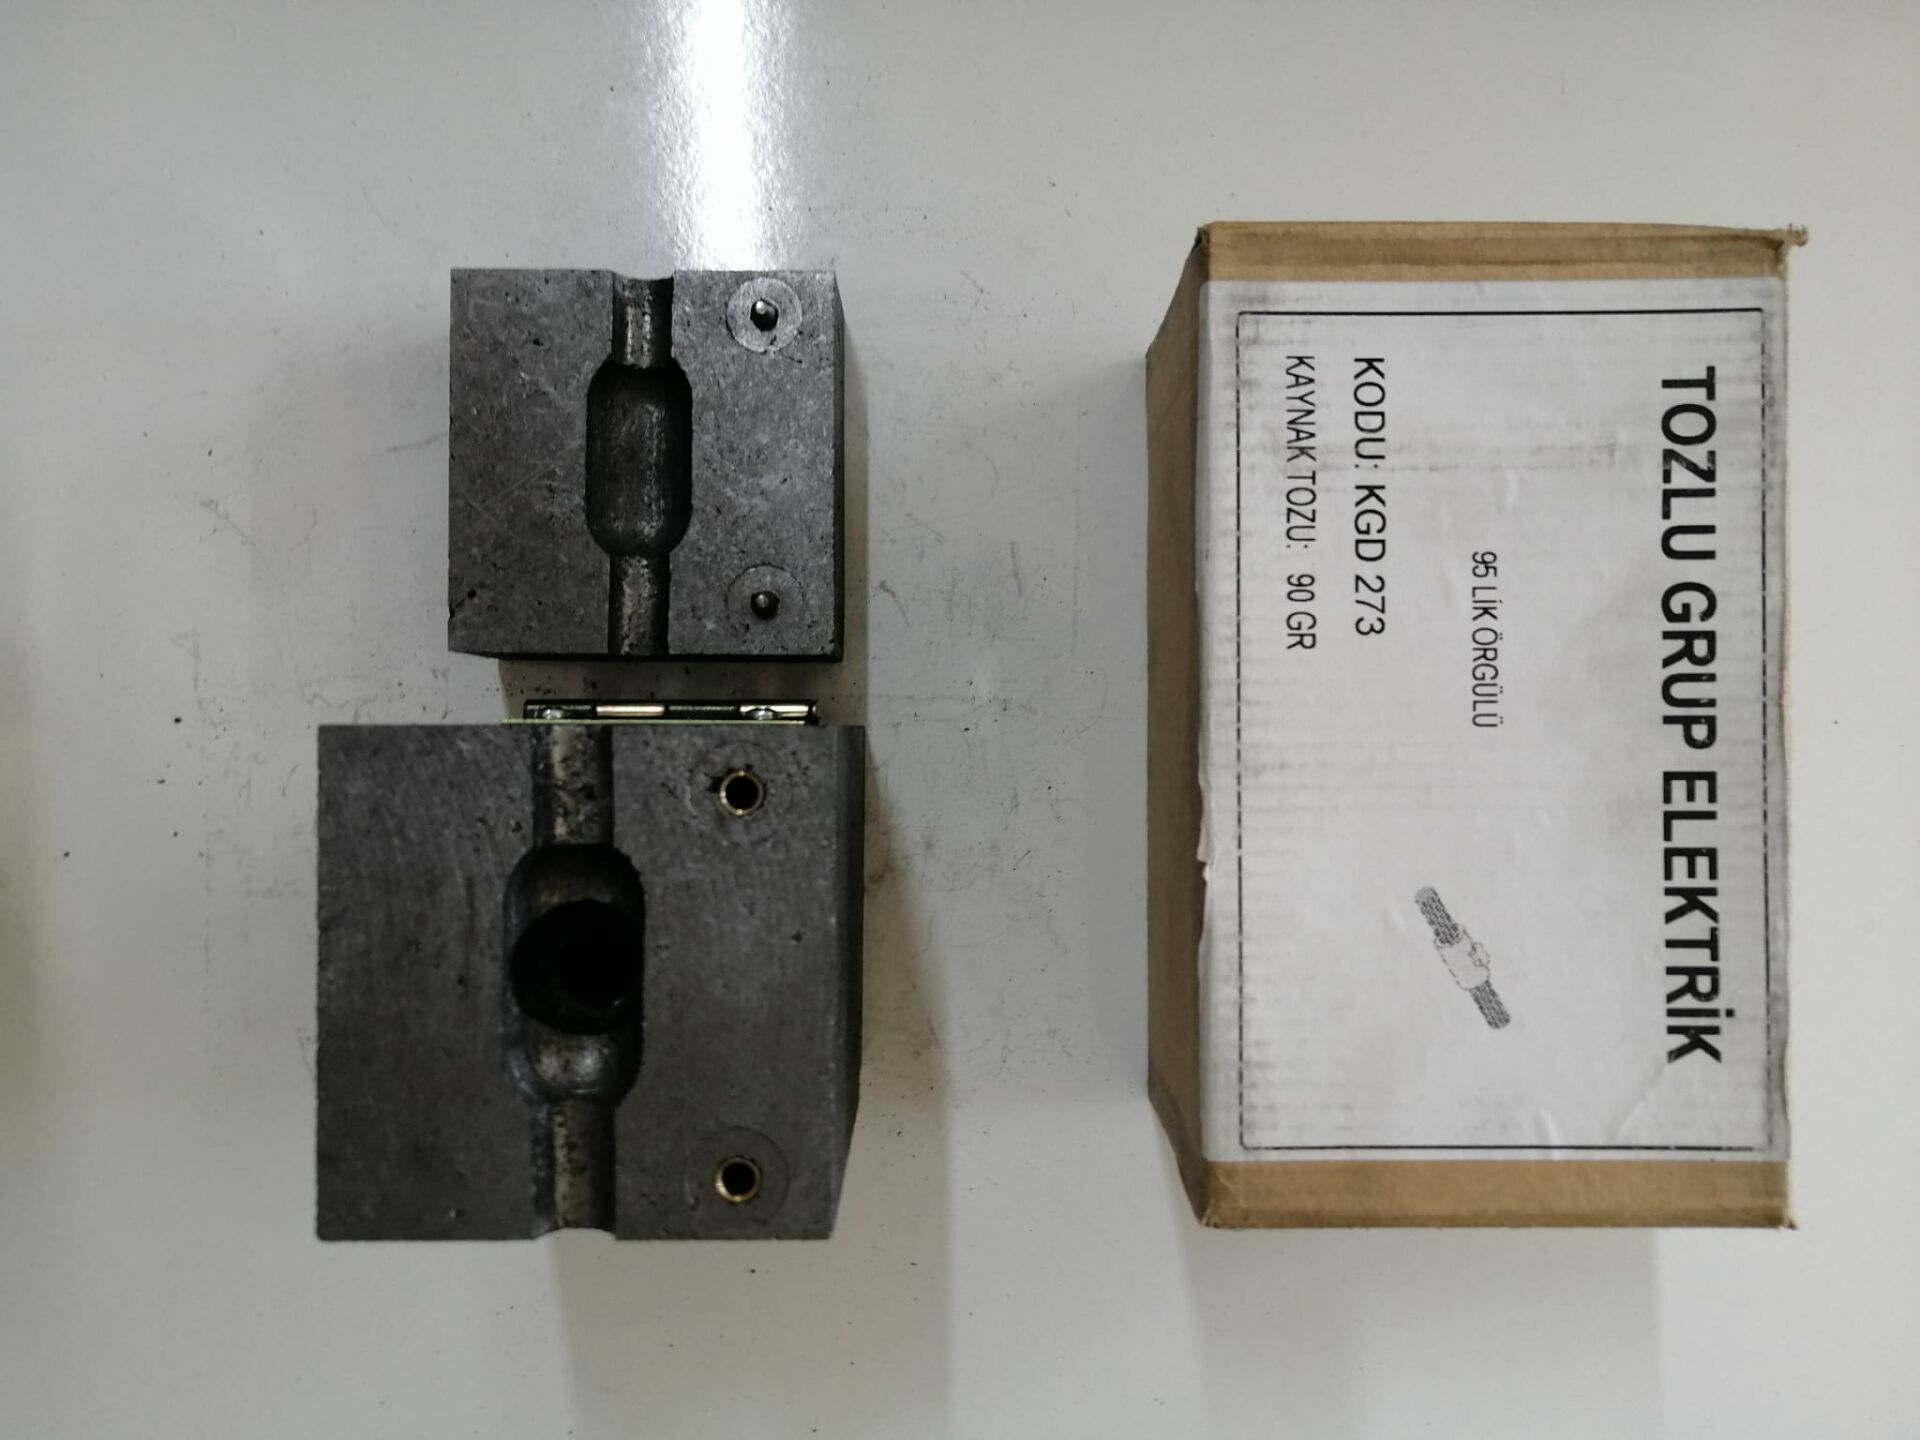 TOZLU GRUP ELEKTRİK
95 LİK ÖRGÜLÜ
KODU: KGD 273
KAYNAK TOZU: 90 GR